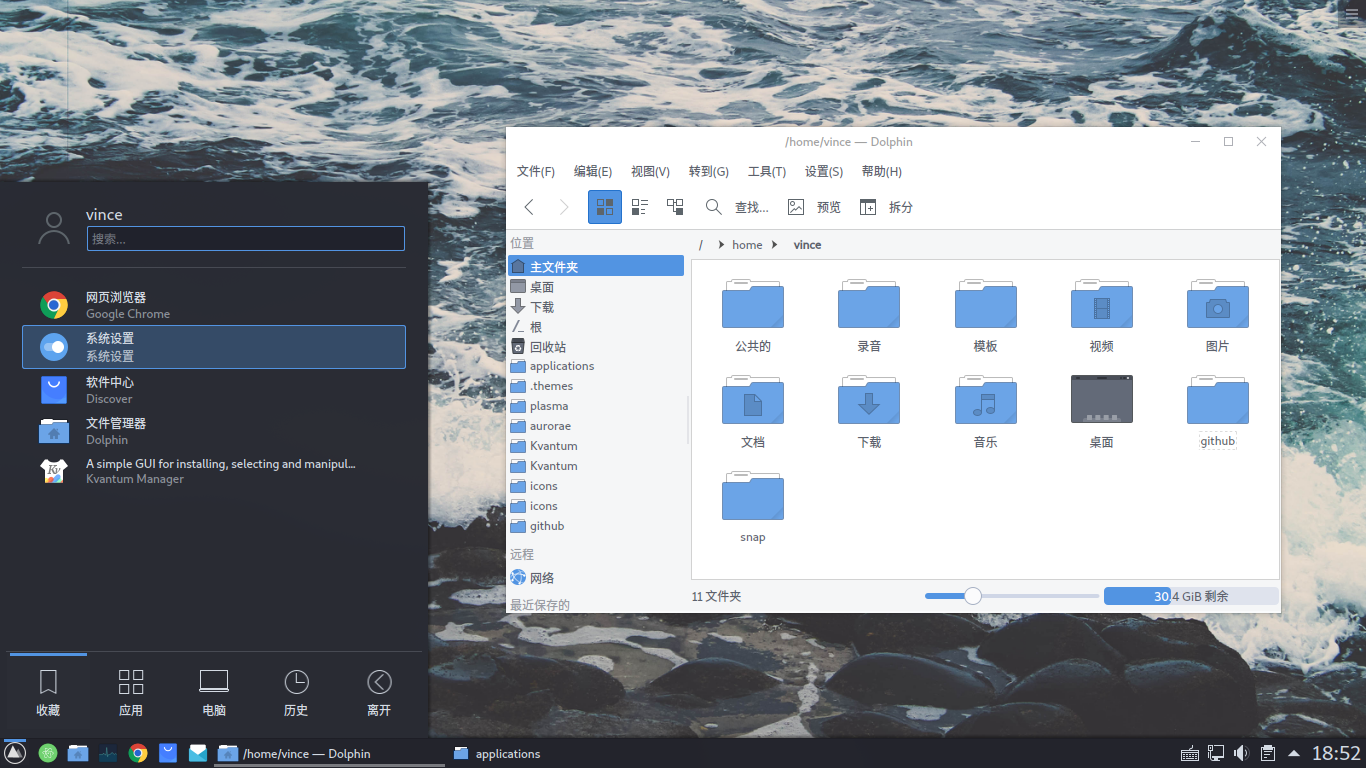 /home/vince — Dolphin
文件(F) 编辑(E) 视图(V) 转到(G) 工具(T) 设置(S) 帮助(H)
查找... 预览 拆分
位置
主文件夹
桌面
下载
根
回收站
applications
.themes
plasma
aurorae
Kvantum
Kvantum
icons
icons
github
远程
网络
最近保存的
/ home vince
公共的 录音 模板 视频 图片
文档 下载 音乐 桌面 github
snap
11 文件夹
30.4 GiB 剩余
vince
搜索...
网页浏览器
Google Chrome
系统设置
系统设置
软件中心
Discover
文件管理器
Dolphin
A simple GUI for installing, selecting and manipul...
Kv
Kvantum Manager
收藏 应用 电脑 历史 离开
/home/vince — Dolphin applications 18:52